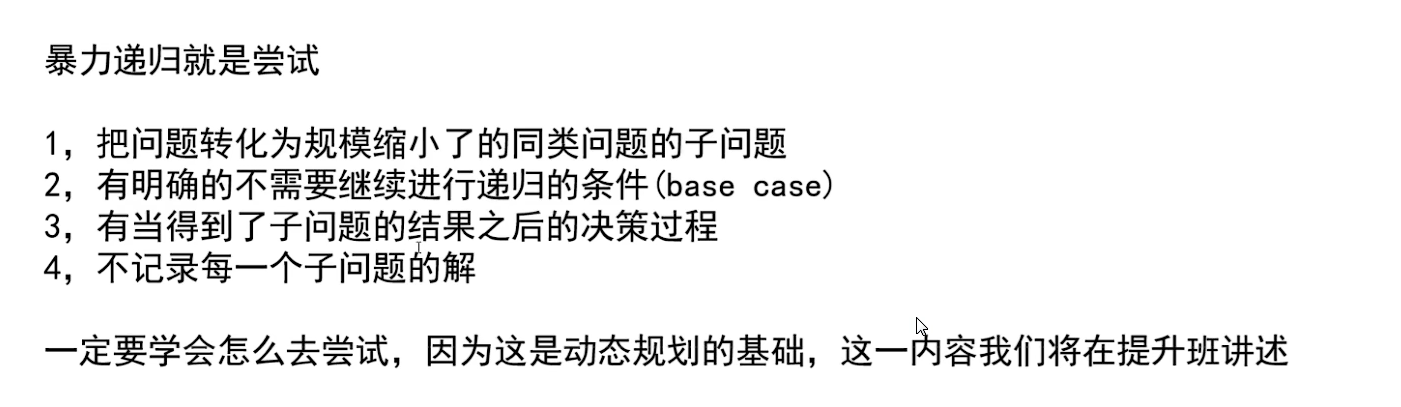 暴力递归就是尝试
1，把问题转化为规模缩小了的同类问题的子问题
2，有明确的不需要继续进行递归的条件(base case)
3，有当得到了子问题的结果之后的决策过程
4，不记录每一个子问题的解
一定要学会怎么去尝试，因为这是动态规划的基础，这一内容我们将在提升班讲述